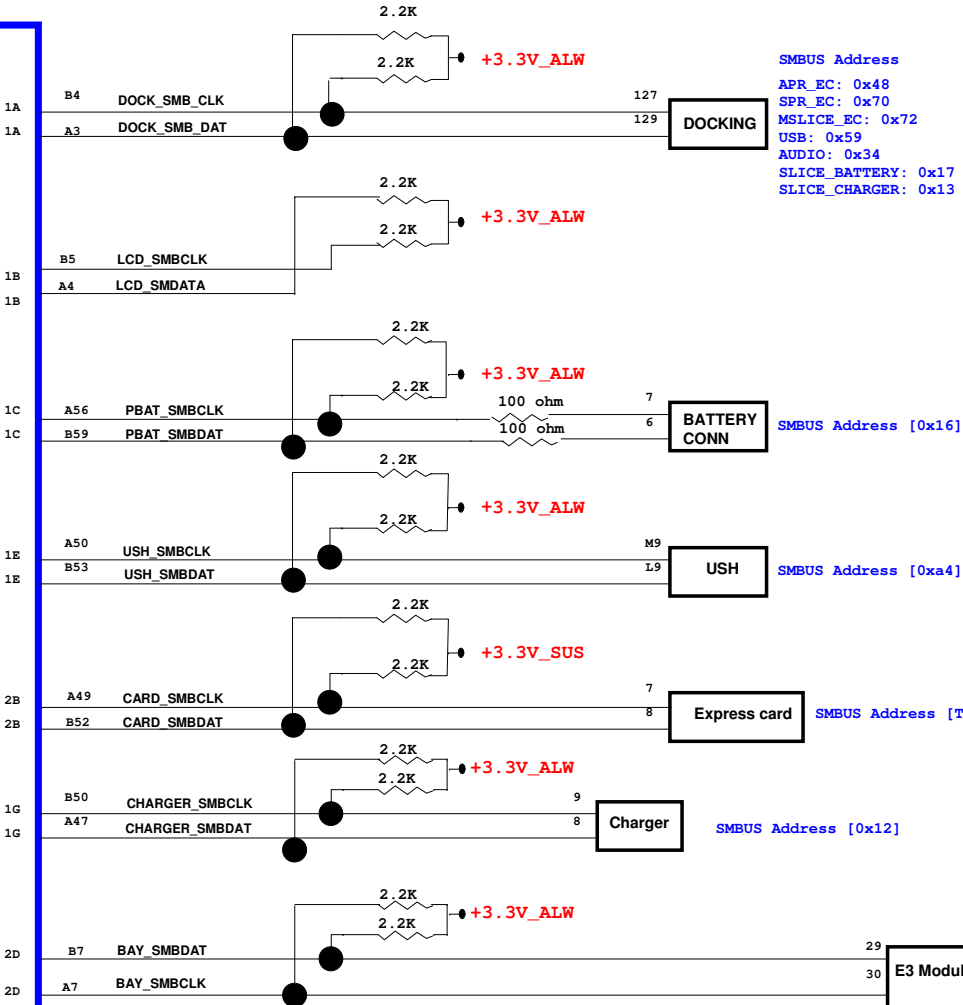 2.2K
2.2K
+3.3V_ALW
SMBUS Address
APR_EC: 0x48
SPR_EC: 0x70
MSLICE_EC: 0x72
USB: 0x59
AUDIO: 0x34
SLICE_BATTERY: 0x17
SLICE_CHARGER: 0x13
1A B4 DOCK_SMB_CLK 127
1A A3 DOCK_SMB_DAT 129
DOCKING
2.2K
2.2K
+3.3V_ALW
1B B5 LCD_SMBCLK
1B A4 LCD_SMDATA
2.2K
2.2K
+3.3V_ALW
1C A56 PBAT_SMBCLK 100 ohm 7
1C B59 PBAT_SMBDAT 100 ohm 6
BATTERY
CONN
SMBUS Address [0x16]
2.2K
2.2K
+3.3V_ALW
1E A50 USH_SMBCLK M9
1E B53 USH_SMBDAT L9
USH
SMBUS Address [0xa4]
2.2K
2.2K
+3.3V_SUS
2B A49 CARD_SMBCLK 7
2B B52 CARD_SMBDAT 8
Express card
SMBUS Address [T
2.2K
2.2K
+3.3V_ALW
1G B50 CHARGER_SMBCLK 9
1G A47 CHARGER_SMBDAT 8
Charger
SMBUS Address [0x12]
2.2K
2.2K
+3.3V_ALW
2D B7 BAY_SMBDAT 29
2D A7 BAY_SMBCLK 30
E3 Modul